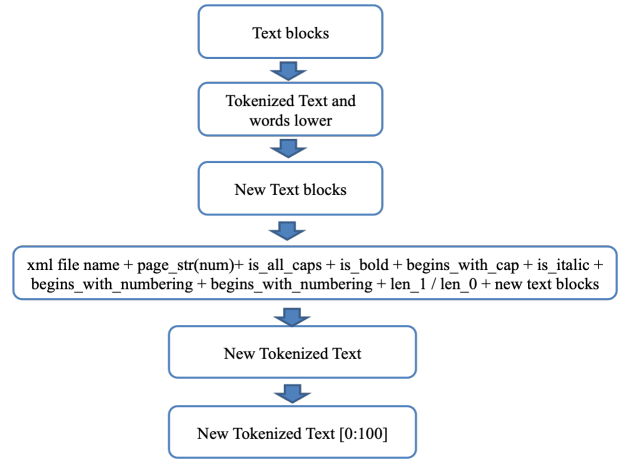 Text blocks
Tokenized Text and
words lower
New Text blocks
xml file name + page_str(num)+ is_all_caps + is_bold + begins_with_cap + is_italic +
begins_with_numbering + begins_with_numbering + len_1 / len_0 + new text blocks
New Tokenized Text
New Tokenized Text [0:100]